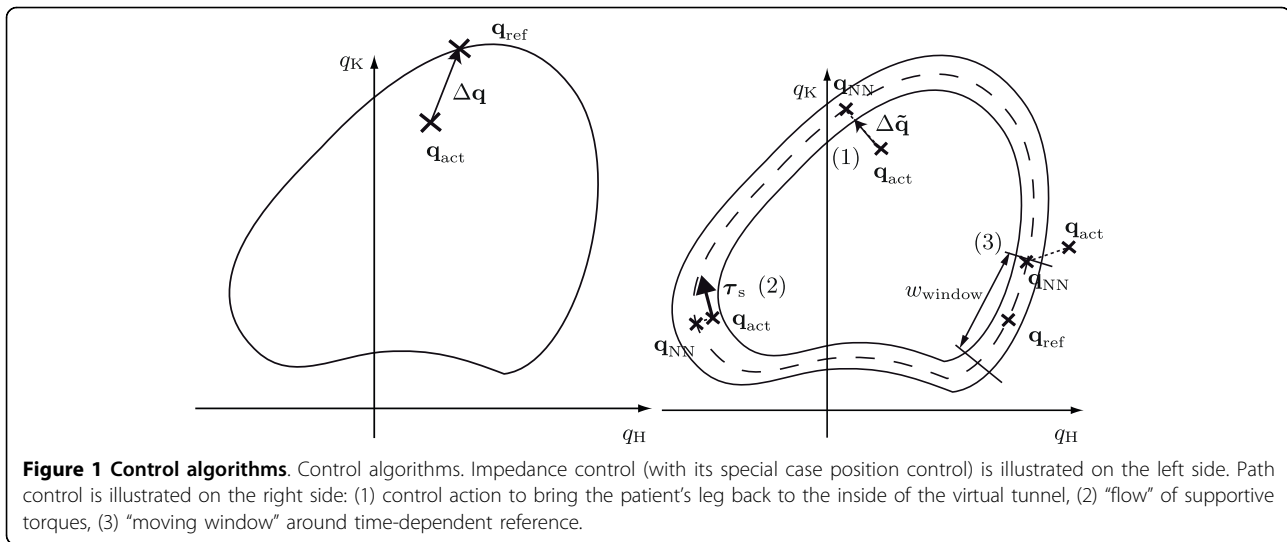 q_ref
q_K
Δq
q_act
q_H
q_K
q_NN
Δq̃
(1)
q_act
(3)
q_act
q_NN
w_window
τ_s (2)
q_act
q_NN
q_ref
q_H
Figure 1 Control algorithms. Control algorithms. Impedance control (with its special case position control) is illustrated on the left side. Path
control is illustrated on the right side: (1) control action to bring the patient's leg back to the inside of the virtual tunnel, (2) “flow” of supportive
torques, (3) “moving window” around time-dependent reference.